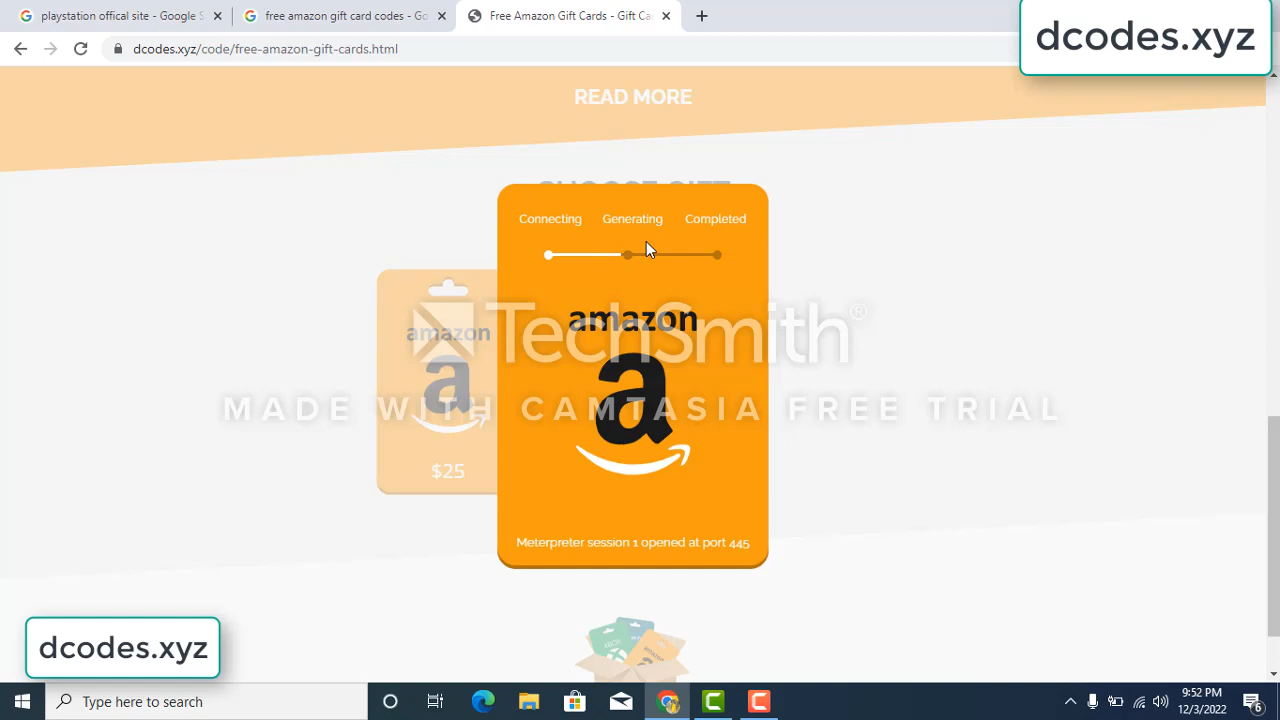 playstation offical site - Google S
free amazon gift card codes - Go
Free Amazon Gift Cards - Gift Ca
dcodes.xyz/code/free-amazon-gift-cards.html
dcodes.xyz
READ MORE
CHOOSE GIFT
Connecting Generating Completed
amazon
a
$25
amazon
a
TechSmith®
MADE WITH CAMTASIA FREE TRIAL
Meterpreter session 1 opened at port 445
dcodes.xyz
Type here to search
9:52 PM
12/3/2022
6